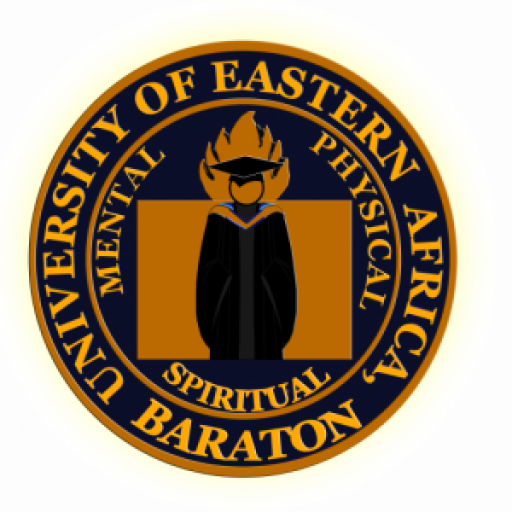 UNIVERSITY OF EASTERN AFRICA,
BARATON
MENTAL
PHYSICAL
SPIRITUAL